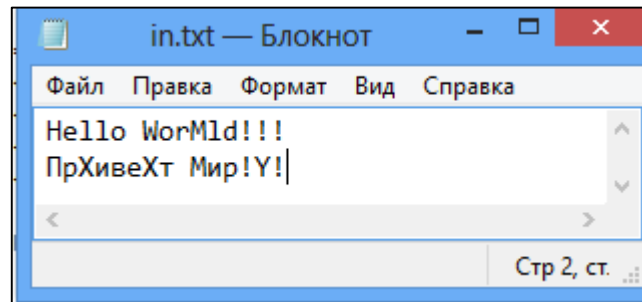 in.txt — Блокнот
Файл Правка Формат Вид Справка
Hello WorMld!!!
ПрХивеХт Мир!Y!
Стр 2, ст.